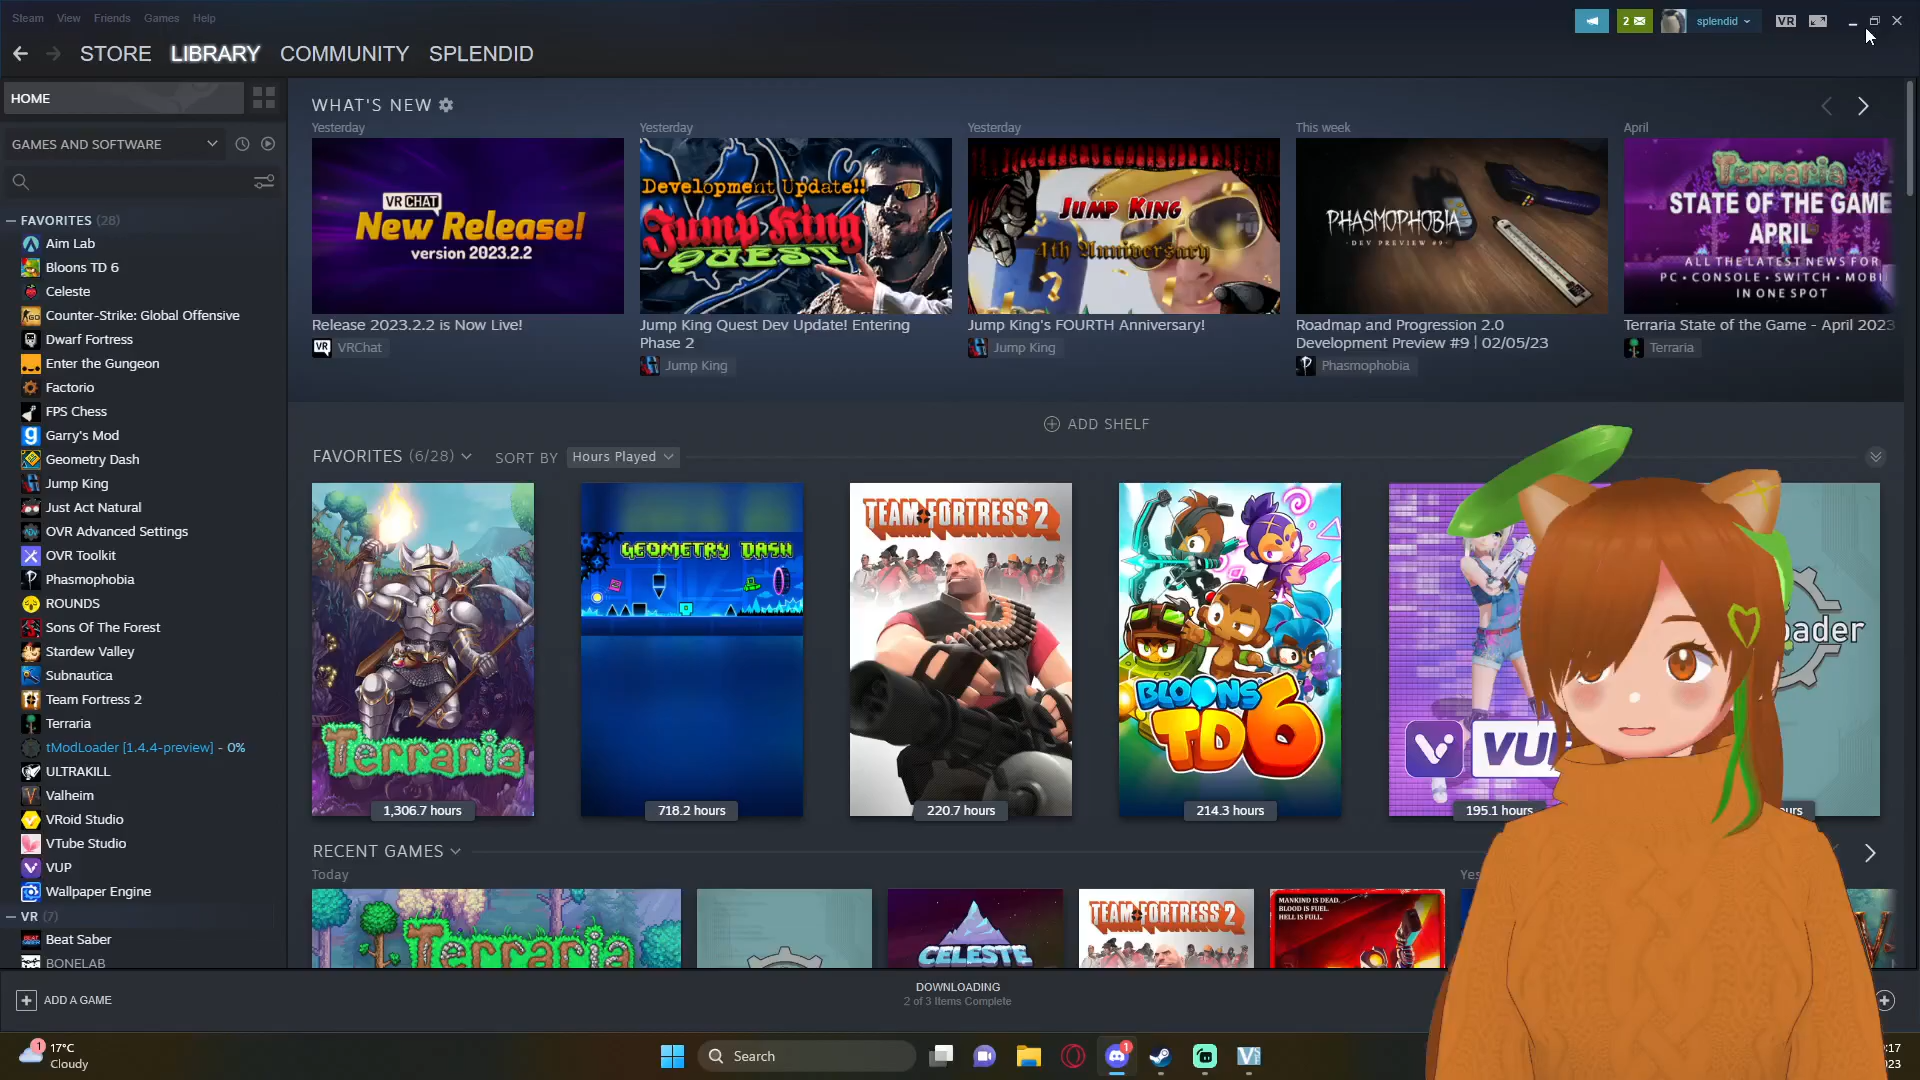 Steam View Friends Games Help
2 splendid VR
STORE LIBRARY COMMUNITY SPLENDID
HOME
GAMES AND SOFTWARE
FAVORITES (28)
Aim Lab
Bloons TD 6
Celeste
Counter-Strike: Global Offensive
Dwarf Fortress
Enter the Gungeon
Factorio
FPS Chess
Garry's Mod
Geometry Dash
Jump King
Just Act Natural
OVR Advanced Settings
OVR Toolkit
Phasmophobia
ROUNDS
Sons Of The Forest
Stardew Valley
Subnautica
Team Fortress 2
Terraria
tModLoader [1.4.4-preview] - 0%
ULTRAKILL
Valheim
VRoid Studio
VTube Studio
VUP
Wallpaper Engine
VR (7)
Beat Saber
BONELAB
WHAT'S NEW
Yesterday
VRCHAT
New Release!
version 2023.2.2
Release 2023.2.2 is Now Live!
VR VRChat
Yesterday
Development Update!!
Jump King
QUEST
Jump King Quest Dev Update! Entering
Phase 2
Jump King
Yesterday
JUMP KING
4th Anniversary
Jump King's FOURTH Anniversary!
Jump King
This week
PHASMOPHOBIA
- DEV PREVIEW #9 -
Roadmap and Progression 2.0
Development Preview #9 | 02/05/23
Phasmophobia
April
Terraria
STATE OF THE GAME
APRIL
ALL THE LATEST NEWS FOR
PC • CONSOLE • SWITCH • MOBI
IN ONE SPOT
Terraria State of the Game - April 2023
Terraria
ADD SHELF
FAVORITES (6/28) SORT BY Hours Played
Terraria
1,306.7 hours
GEOMETRY DASH
718.2 hours
TEAM FORTRESS 2
220.7 hours
BLOONS
TD 6
214.3 hours
VUP
195.1 hours
oader
ours
RECENT GAMES
Today
Yes
Terraria
CELESTE
TEAM FORTRESS 2
MANKIND IS DEAD.
BLOOD IS FUEL.
HELL IS FULL.
ADD A GAME
DOWNLOADING
2 of 3 Items Complete
1 17°C
Cloudy
Search
1
:17
023